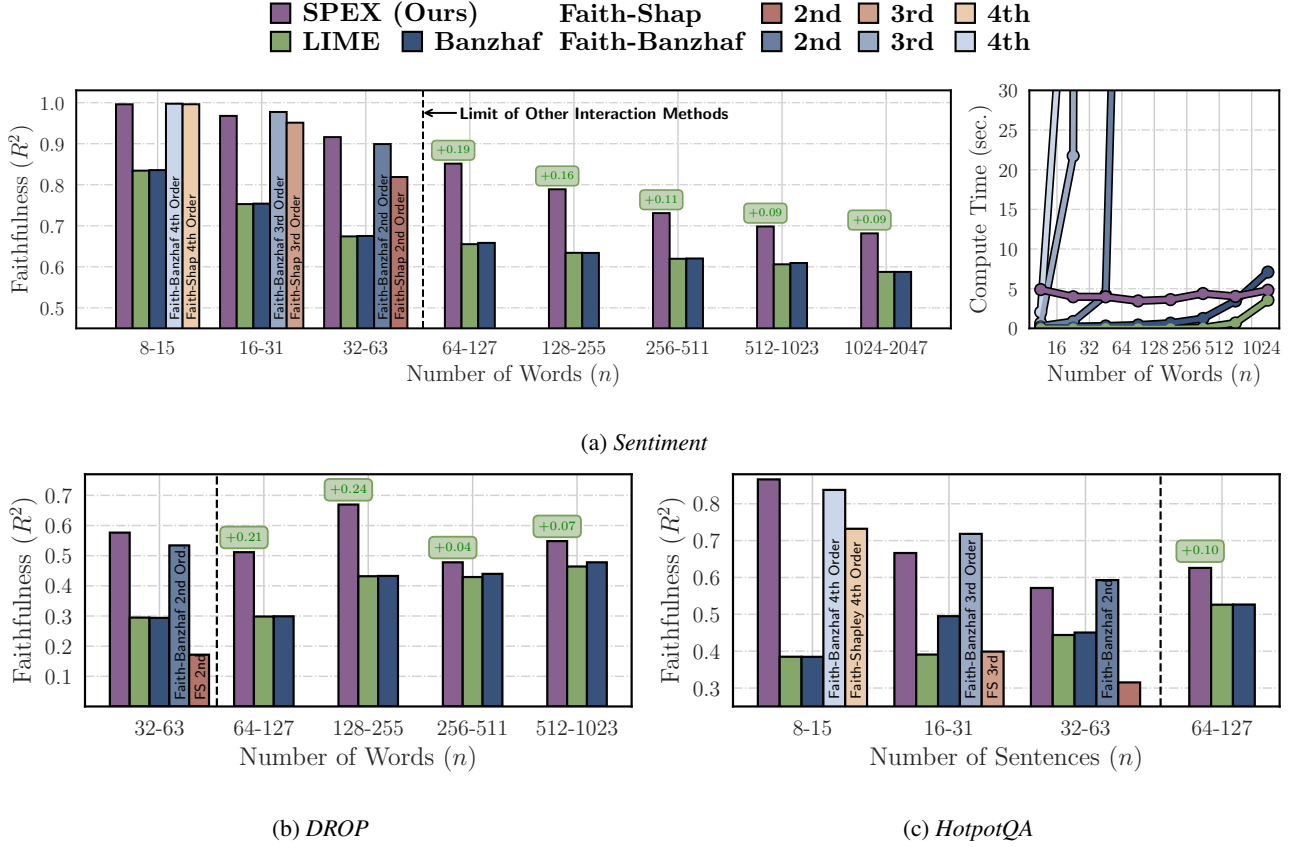 SPEX (Ours) Faith-Shap 2nd 3rd 4th
LIME Banzhaf Faith-Banzhaf 2nd 3rd 4th
Faithfulness (R²)
1.0
0.9
0.8
0.7
0.6
0.5
Faith-Banzhaf 4th Order
Faith-Shap 4th Order
Faith-Banzhaf 3rd Order
Faith-Shap 3rd Order
Faith-Banzhaf 2nd Order
Faith-Shap 2nd Order
Limit of Other Interaction Methods
+0.19
+0.16
+0.11
+0.09
+0.09
8-15 16-31 32-63 64-127 128-255 256-511 512-1023 1024-2047
Number of Words (n)
Compute Time (sec.)
30
25
20
15
10
5
0
16 32 64 128 256 512 1024
Number of Words (n)
(a) Sentiment
Faithfulness (R²)
0.7
0.6
0.5
0.4
0.3
0.2
0.1
Faith-Banzhaf 2nd Ord.
FS 2nd
+0.21
+0.24
+0.04
+0.07
32-63 64-127 128-255 256-511 512-1023
Number of Words (n)
(b) DROP
Faithfulness (R²)
0.8
0.7
0.6
0.5
0.4
0.3
Faith-Banzhaf 4th Order
Faith-Shapley 4th Order
Faith-Banzhaf 3rd Order
FS 3rd
Faith-Banzhaf 2nd
+0.10
8-15 16-31 32-63 64-127
Number of Sentences (n)
(c) HotpotQA